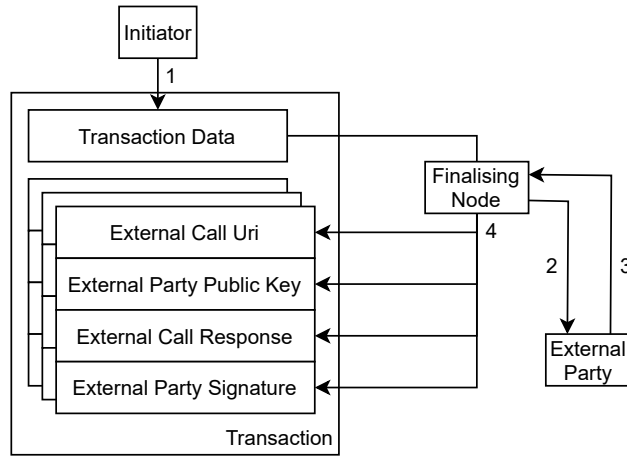 Initiator
1
Transaction Data
Finalising
Node
External Call Uri
4
External Party Public Key
2
3
External Call Response
External
Party
External Party Signature
Transaction